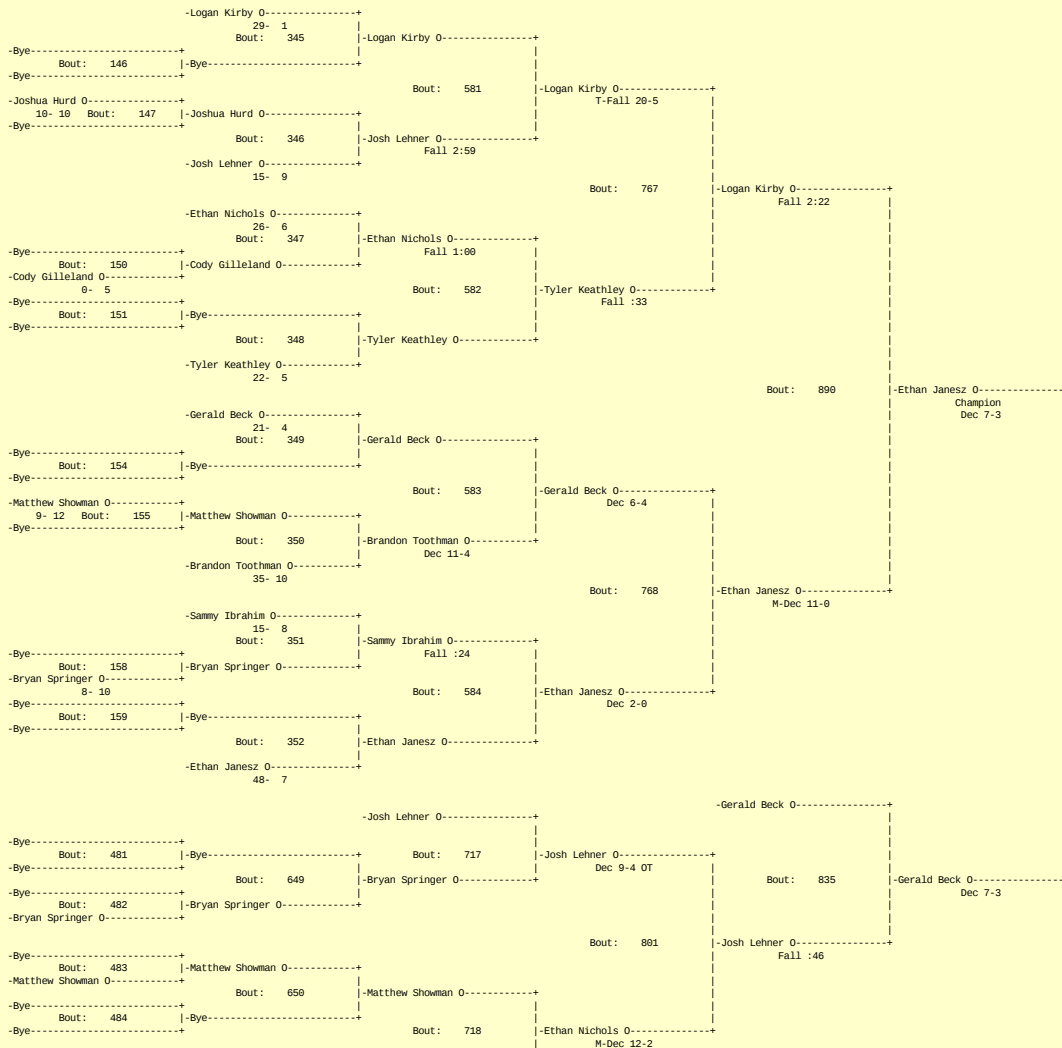 -Logan Kirby O---------------+
29-  1
Bout:    345    |-Logan Kirby O----------------+
-Bye--------------------------+
Bout:    146    |-Bye--------------------------+
-Bye--------------------------+
Bout:    581    |-Logan Kirby O----------------+
-Joshua Hurd O----------------+    T-Fall 20-5
10- 10   Bout:    147    |-Joshua Hurd O----------------+
-Bye--------------------------+
Bout:    346    |-Josh Lehner O----------------+
Fall 2:59
-Josh Lehner O----------------+
15-  9
Bout:    767    |-Logan Kirby O----------------+
Fall 2:22
-Ethan Nichols O--------------+
26-  6
Bout:    347    |-Ethan Nichols O--------------+
-Bye--------------------------+    Fall 1:00
Bout:    150    |-Cody Gilleland O-------------+
-Cody Gilleland O-------------+
0-  5    Bout:    582    |-Tyler Keathley O-------------+
-Bye--------------------------+    Fall :33
Bout:    151    |-Bye--------------------------+
-Bye--------------------------+
Bout:    348    |-Tyler Keathley O-------------+
-Tyler Keathley O-------------+
22-  5
Bout:    890    |-Ethan Janesz O---------------
Champion
-Gerald Beck O----------------+    Dec 7-3
21-  4
Bout:    349    |-Gerald Beck O----------------+
-Bye--------------------------+
Bout:    154    |-Bye--------------------------+
-Bye--------------------------+
Bout:    583    |-Gerald Beck O----------------+
-Matthew Showman O------------+    Dec 6-4
9- 12   Bout:    155    |-Matthew Showman O------------+
-Bye--------------------------+
Bout:    350    |-Brandon Toothman O-----------+
Dec 11-4
-Brandon Toothman O-----------+
35- 10
Bout:    768    |-Ethan Janesz O---------------+
M-Dec 11-0
-Sammy Ibrahim O--------------+
15-  8
Bout:    351    |-Sammy Ibrahim O--------------+
-Bye--------------------------+    Fall :24
Bout:    158    |-Bryan Springer O-------------+
-Bryan Springer O-------------+
8- 10    Bout:    584    |-Ethan Janesz O---------------+
-Bye--------------------------+    Dec 2-0
Bout:    159    |-Bye--------------------------+
-Bye--------------------------+
Bout:    352    |-Ethan Janesz O---------------+
-Ethan Janesz O---------------+
48-  7
-Gerald Beck O----------------+
-Josh Lehner O----------------+
-Bye--------------------------+
Bout:    481    |-Bye--------------------------+    Bout:    717    |-Josh Lehner O----------------+
-Bye--------------------------+    Dec 9-4 OT
Bout:    649    |-Bryan Springer O-------------+    Bout:    835    |-Gerald Beck O----------------
-Bye--------------------------+    Dec 7-3
Bout:    482    |-Bryan Springer O-------------+
-Bryan Springer O-------------+
Bout:    801    |-Josh Lehner O----------------+
-Bye--------------------------+    Fall :46
Bout:    483    |-Matthew Showman O------------+
-Matthew Showman O------------+
Bout:    650    |-Matthew Showman O------------+
-Bye--------------------------+
Bout:    484    |-Bye--------------------------+
-Bye--------------------------+    Bout:    718    |-Ethan Nichols O--------------+
M-Dec 12-2